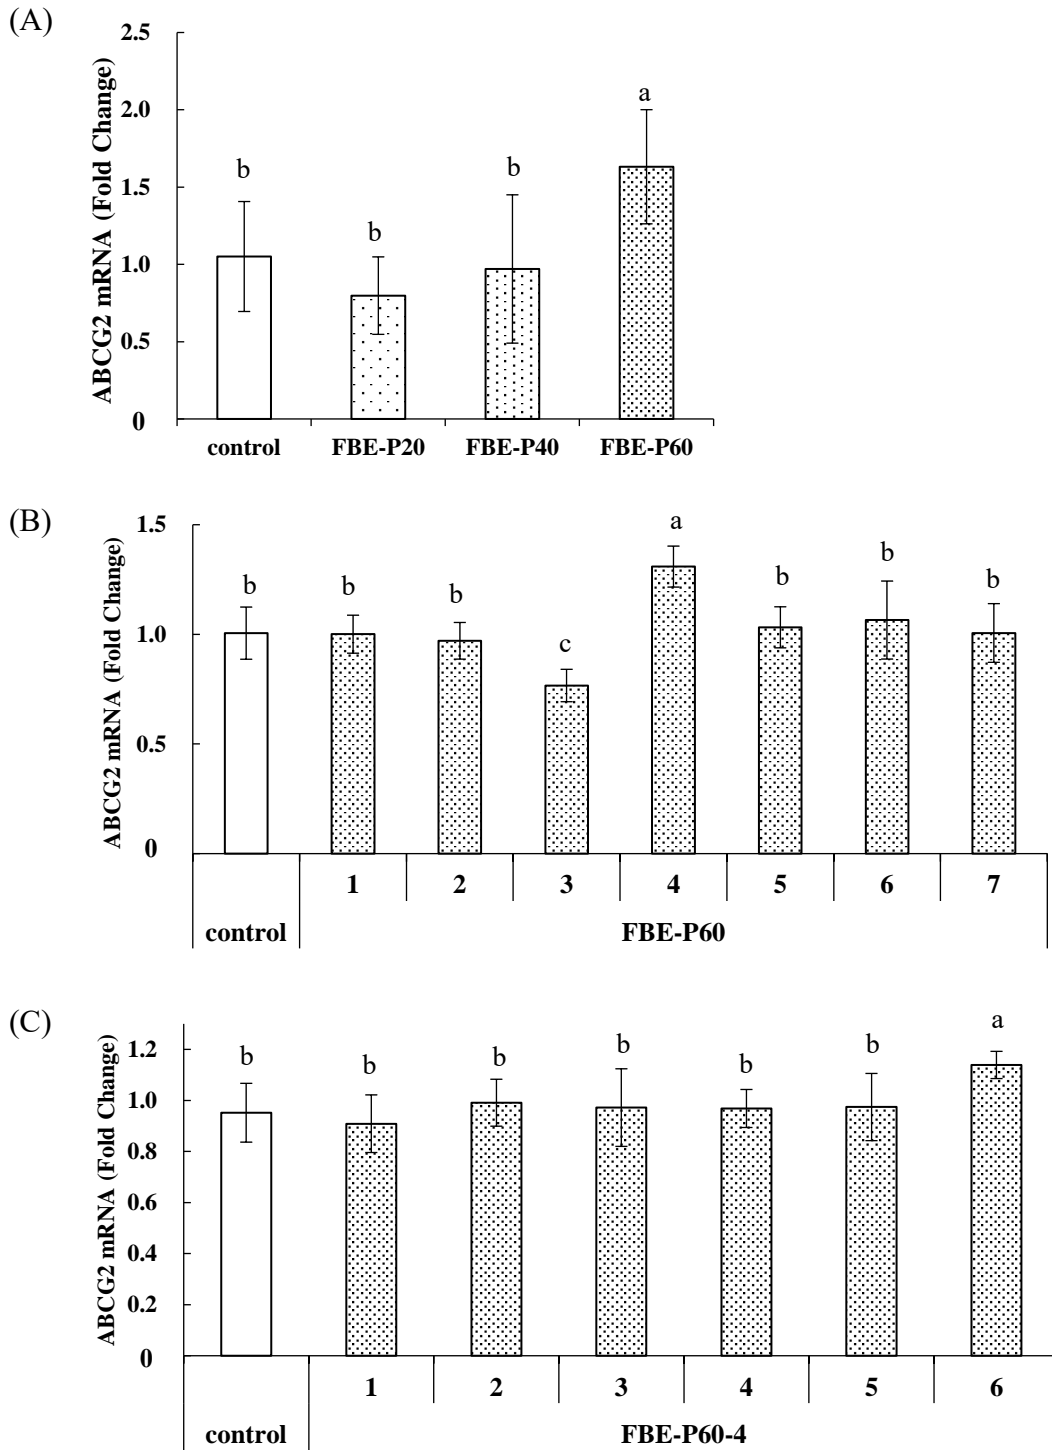 (A)
ABCG2 mRNA (Fold Change)
2.5
2.0
1.5
1.0
0.5
0
b
b
b
a
control FBE-P20 FBE-P40 FBE-P60
(B)
ABCG2 mRNA (Fold Change)
1.5
1.0
0.5
0
b
b
b
c
a
b
b
b
1 2 3 4 5 6 7
control FBE-P60
(C)
ABCG2 mRNA (Fold Change)
1.2
1.0
0.8
0.6
0.4
0.2
0
b
b
b
b
b
b
a
1 2 3 4 5 6
control FBE-P60-4